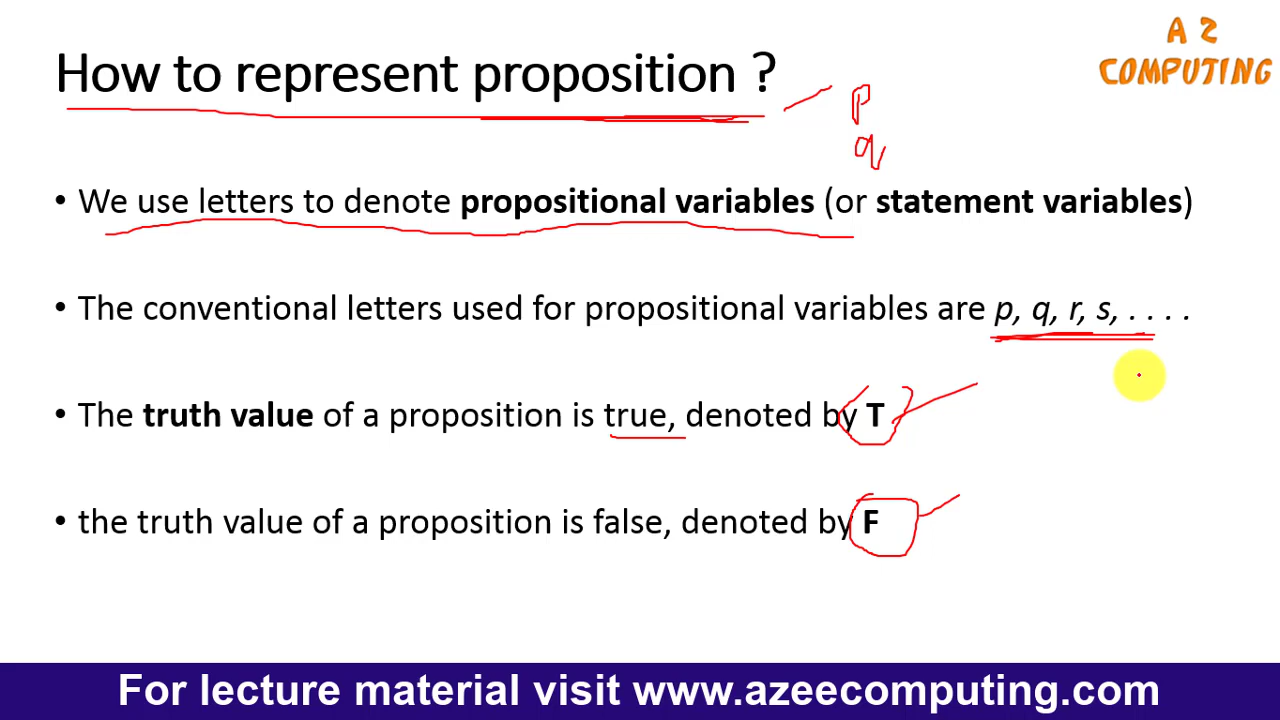 A Z
COMPUTING
How to represent proposition ?
p
q
• We use letters to denote propositional variables (or statement variables)
• The conventional letters used for propositional variables are p, q, r, s, . . . .
• The truth value of a proposition is true, denoted by T
• the truth value of a proposition is false, denoted by F
For lecture material visit www.azeecomputing.com